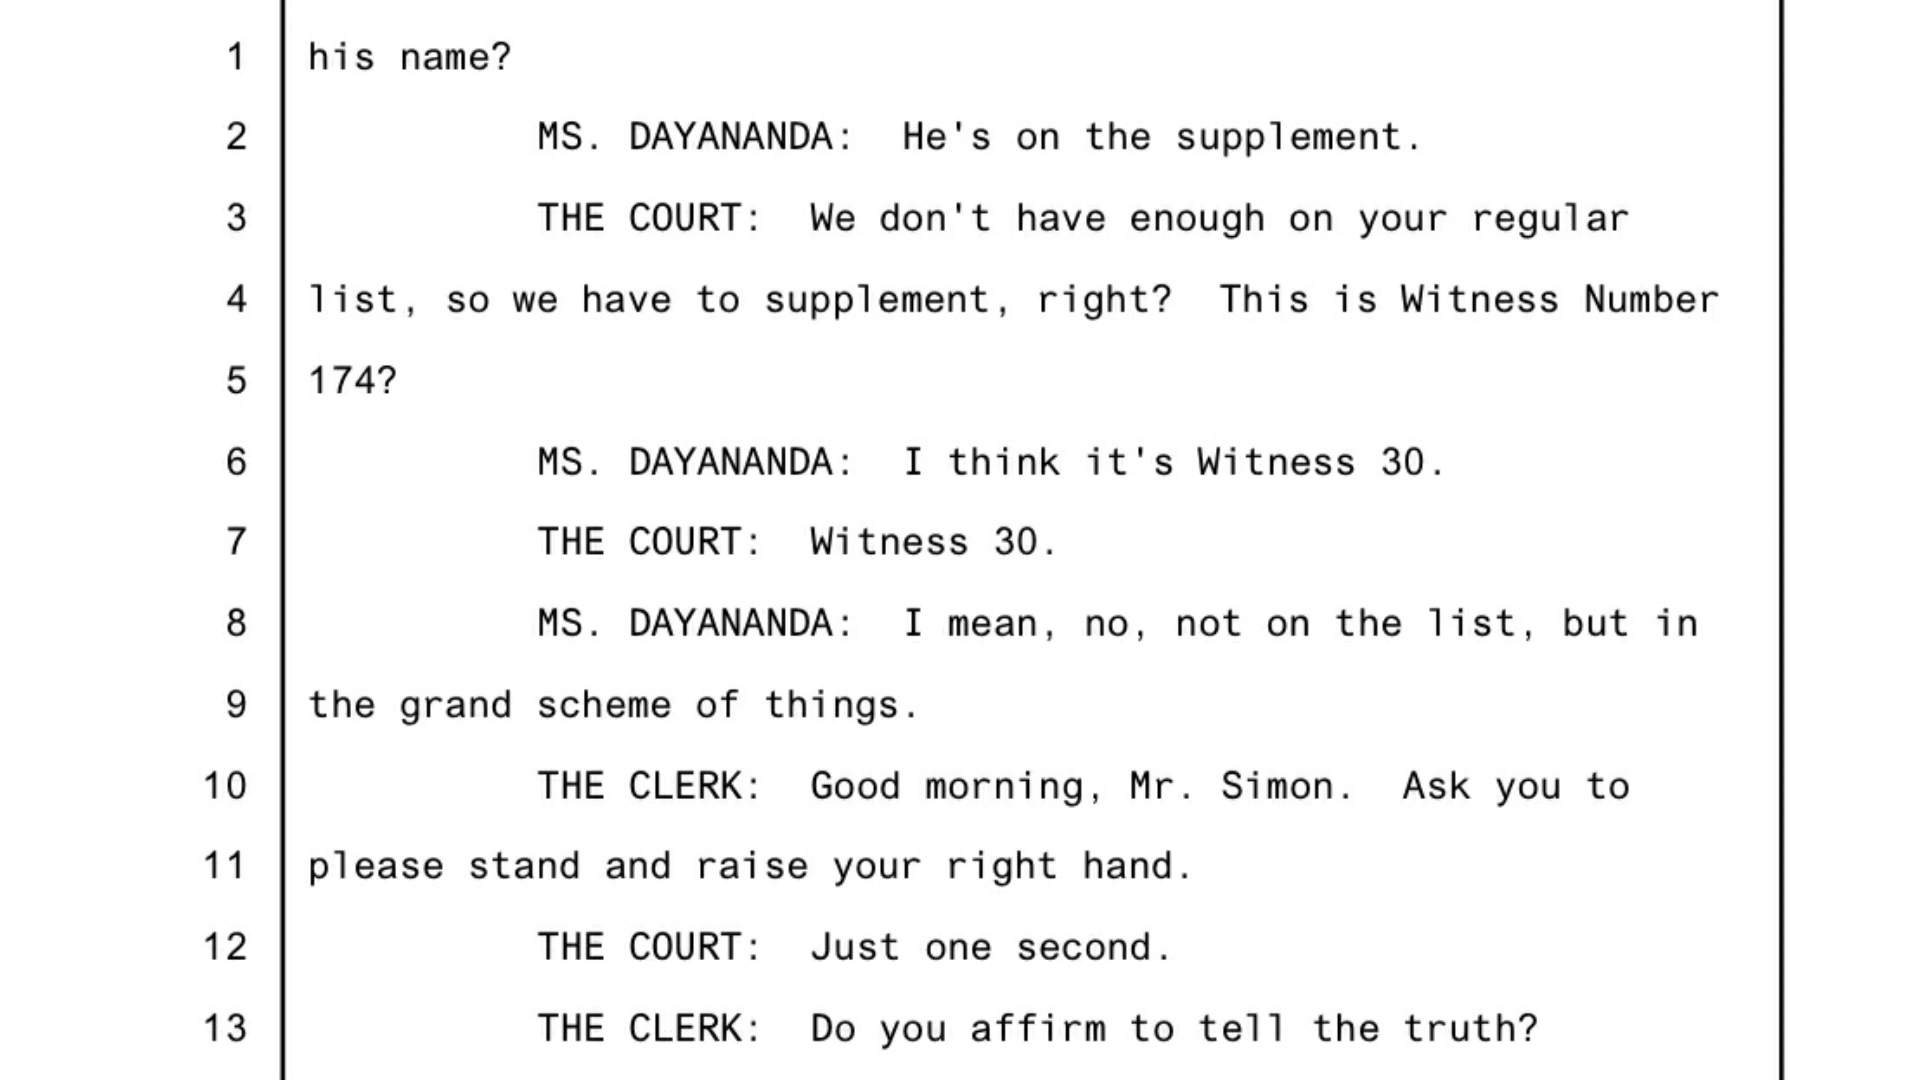 1 his name?
2 MS. DAYANANDA: He's on the supplement.
3 THE COURT: We don't have enough on your regular
4 list, so we have to supplement, right? This is Witness Number
5 174?
6 MS. DAYANANDA: I think it's Witness 30.
7 THE COURT: Witness 30.
8 MS. DAYANANDA: I mean, no, not on the list, but in
9 the grand scheme of things.
10 THE CLERK: Good morning, Mr. Simon. Ask you to
11 please stand and raise your right hand.
12 THE COURT: Just one second.
13 THE CLERK: Do you affirm to tell the truth?